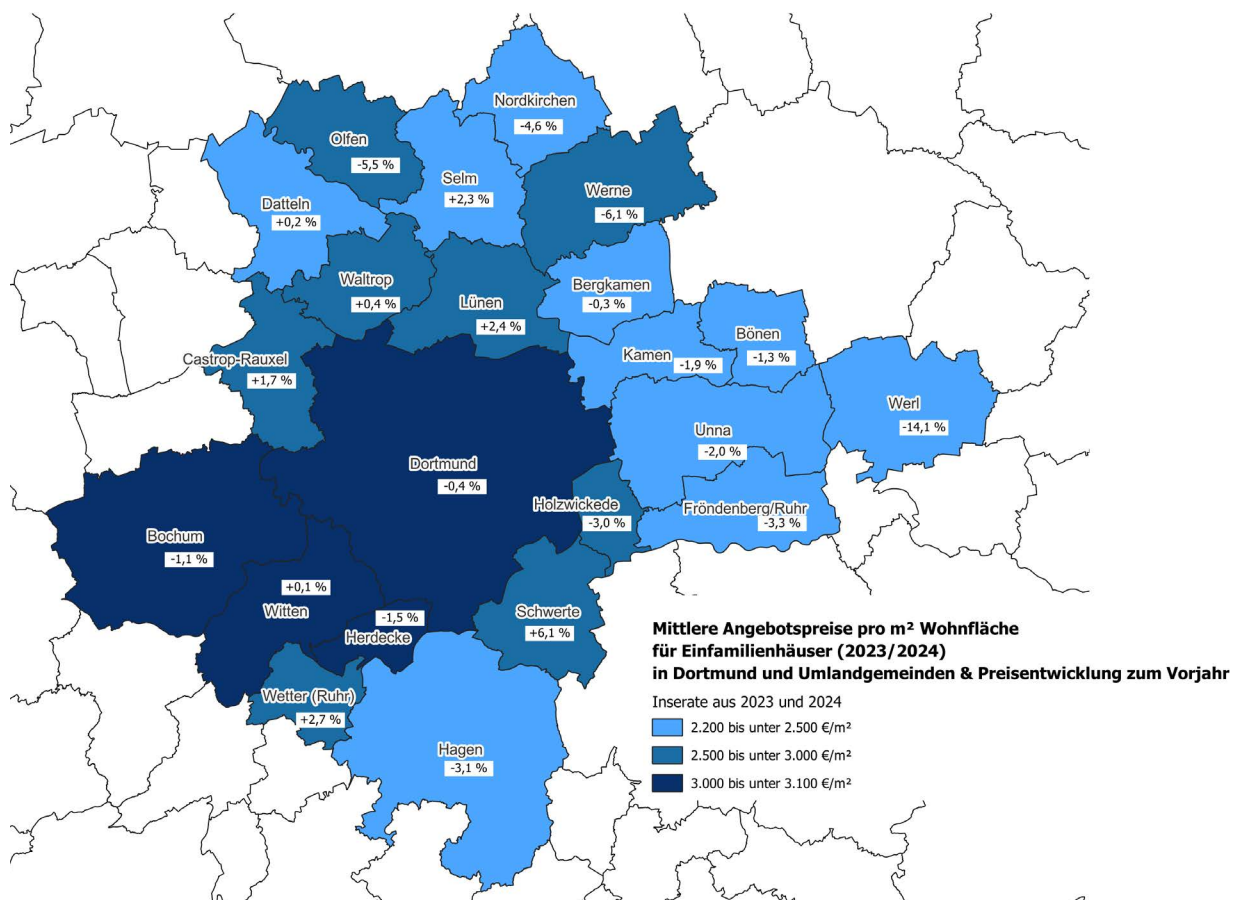 Nordkirchen
-4,6 %
Olfen
-5,5 %
Selm
+2,3 %
Werne
-6,1 %
Datteln
+0,2 %
Waltrop
+0,4 %
Lünen
+2,4 %
Bergkamen
-0,3 %
Bönen
-1,3 %
Kamen
-1,9 %
Castrop-Rauxel
+1,7 %
Werl
-14,1 %
Unna
-2,0 %
Dortmund
-0,4 %
Holzwickede
-3,0 %
Fröndenberg/Ruhr
-3,3 %
Bochum
-1,1 %
+0,1 %
Witten
-1,5 %
Herdecke
Schwerte
+6,1 %
Wetter (Ruhr)
+2,7 %
Hagen
-3,1 %
Mittlere Angebotspreise pro m² Wohnfläche
für Einfamilienhäuser (2023/2024)
in Dortmund und Umlandgemeinden & Preisentwicklung zum Vorjahr
Inserate aus 2023 und 2024
2.200 bis unter 2.500 €/m²
2.500 bis unter 3.000 €/m²
3.000 bis unter 3.100 €/m²